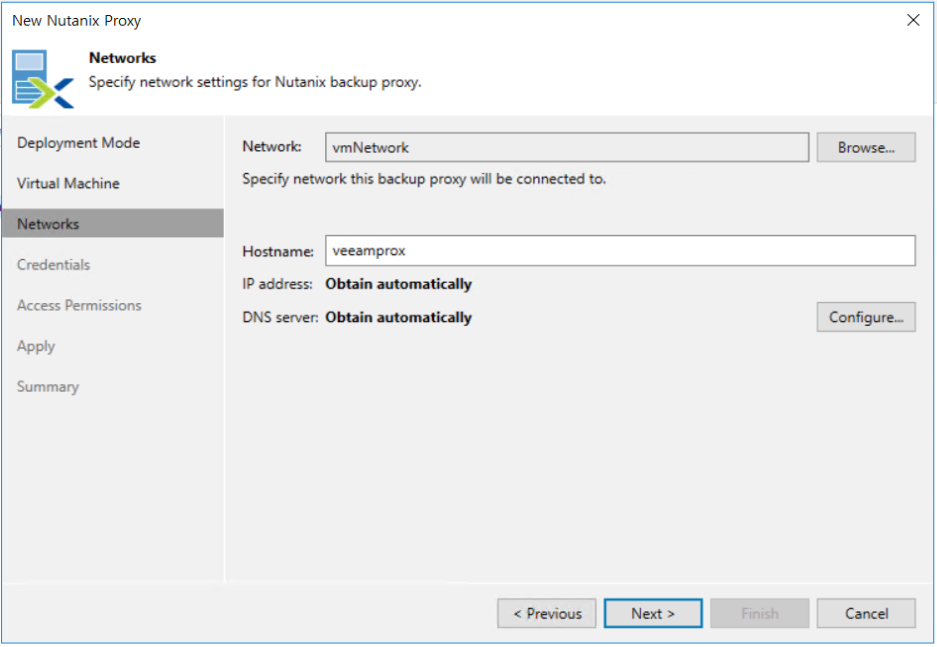 New Nutanix Proxy
Networks
Specify network settings for Nutanix backup proxy.
Deployment Mode
Virtual Machine
Networks
Credentials
Access Permissions
Apply
Summary
Network: vmNetwork Browse...
Specify network this backup proxy will be connected to.
Hostname: veeamprox
IP address: Obtain automatically
DNS server: Obtain automatically Configure...
< Previous Next > Finish Cancel